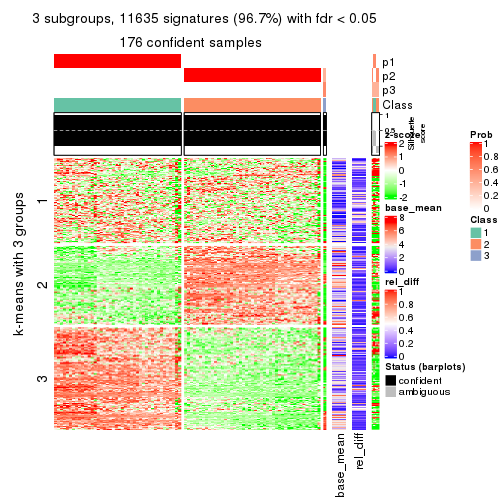 3 subgroups, 11635 signatures (96.7%) with fdr < 0.05
176 confident samples
p1
p2
p3
Class
1
0.5
Silhouette
score
z-score
2
1
0
-1
-2
base_mean
8
6
4
2
0
rel_diff
1
0.8
0.6
0.4
0.2
0
Status (barplots)
confident
ambiguous
Prob
1
0.8
0.6
0.4
0.2
0
Class
1
2
3
k-means with 3 groups
1
2
3
base_mean
rel_diff